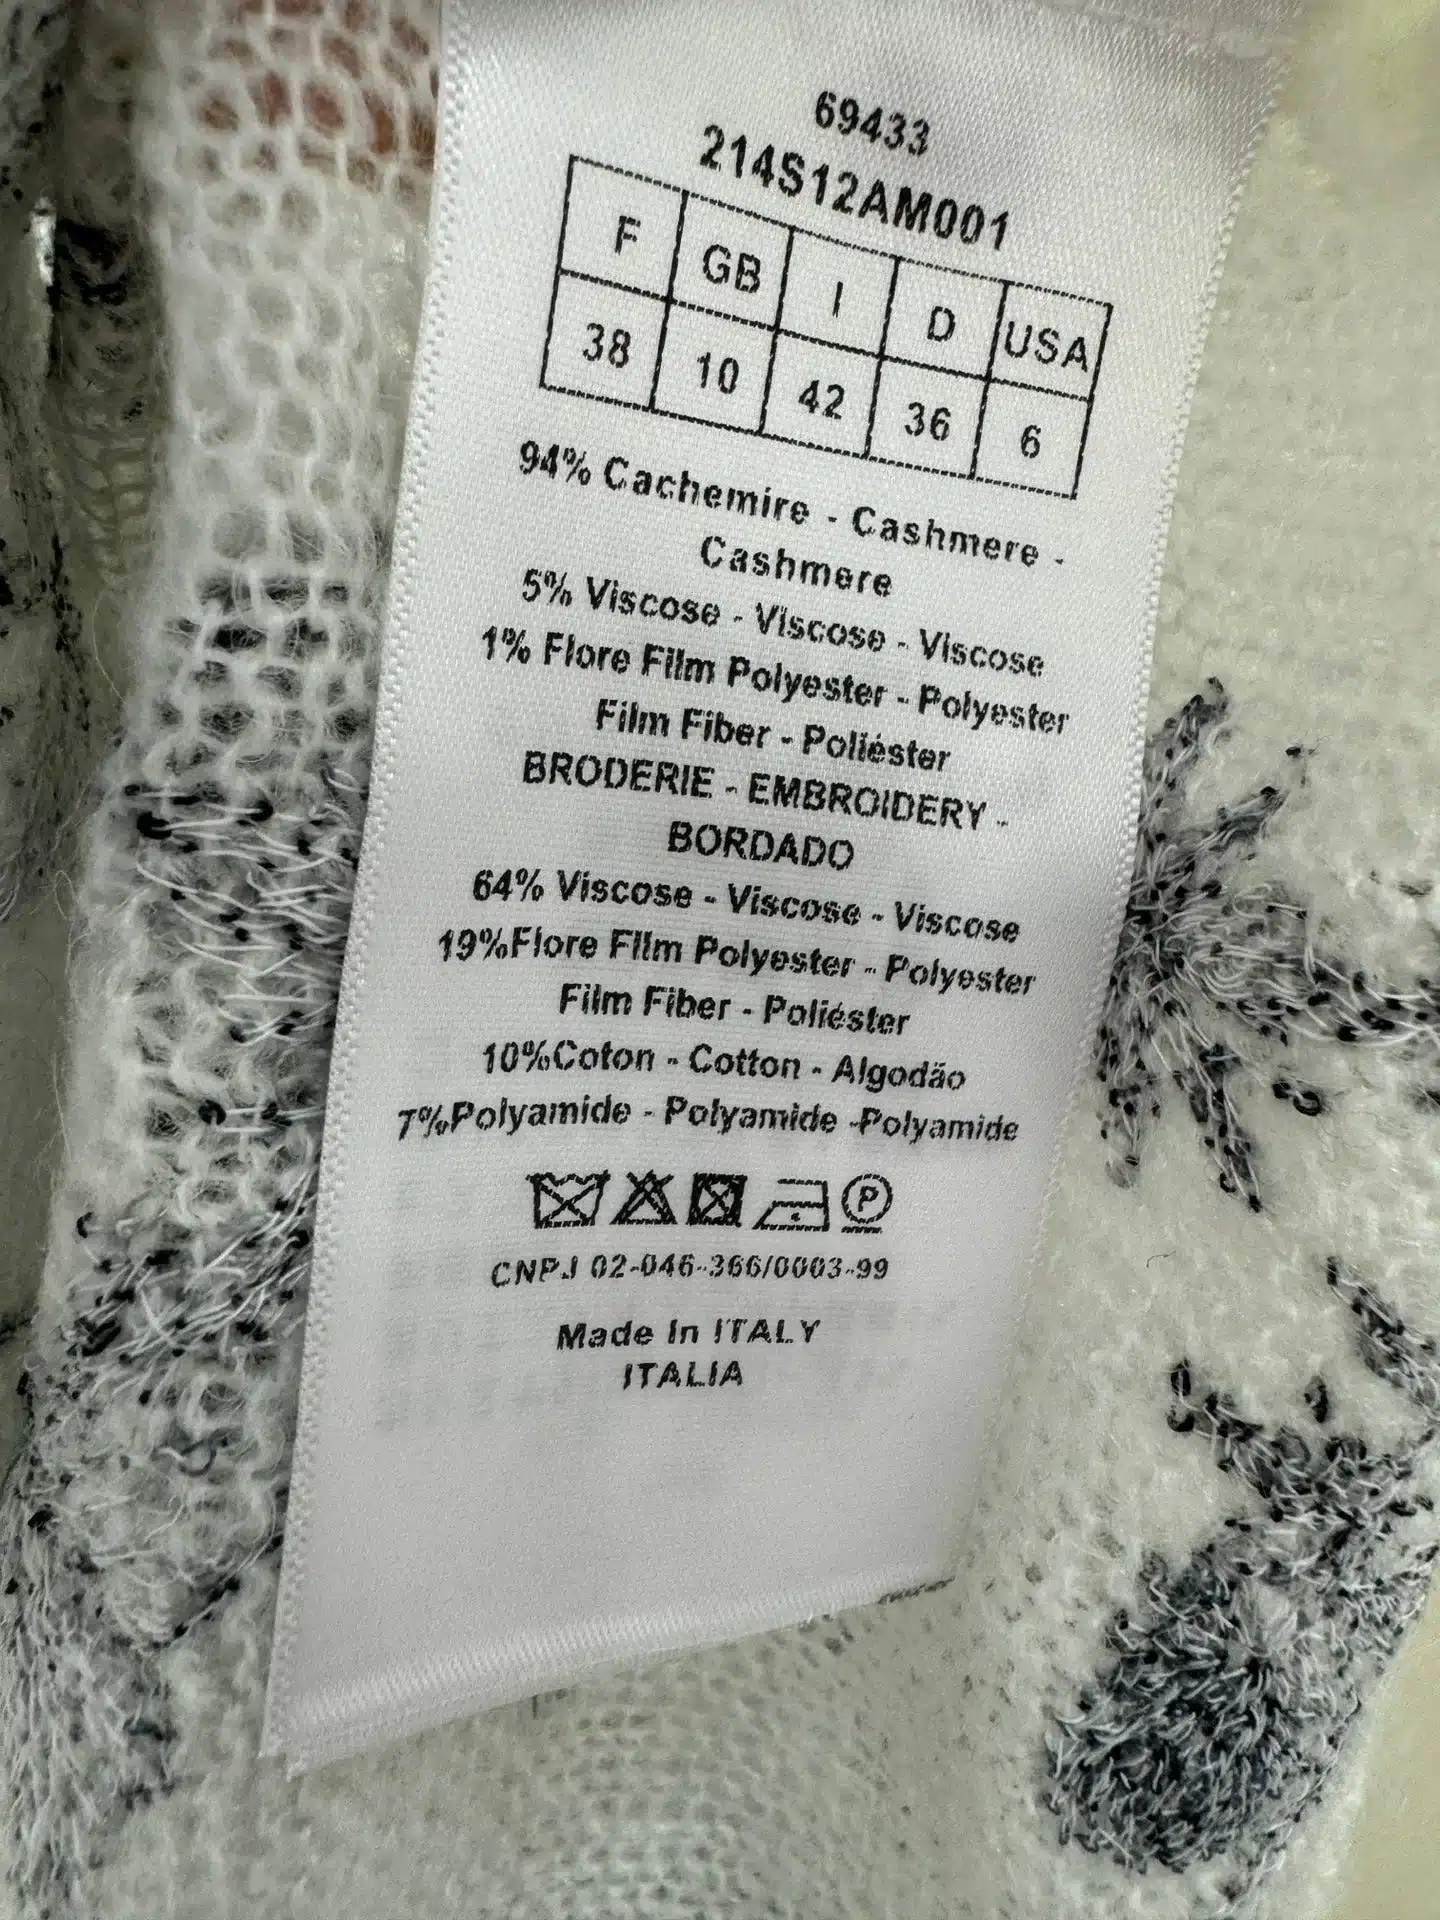 69433
214S12AM001
F GB I D USA
38 10 42 36 6
94% Cachemire - Cashmere -
Cashmere
5% Viscose - Viscose - Viscose
1% Flore Film Polyester - Polyester
Film Fiber - Poliéster
BRODERIE - EMBROIDERY -
BORDADO
64% Viscose - Viscose - Viscose
19%Flore Film Polyester - Polyester
Film Fiber - Poliéster
10%Coton - Cotton - Algodão
7%Polyamide - Polyamide -Polyamide
P
CNPJ 02-046-366/0003-99
Made In ITALY
ITALIA